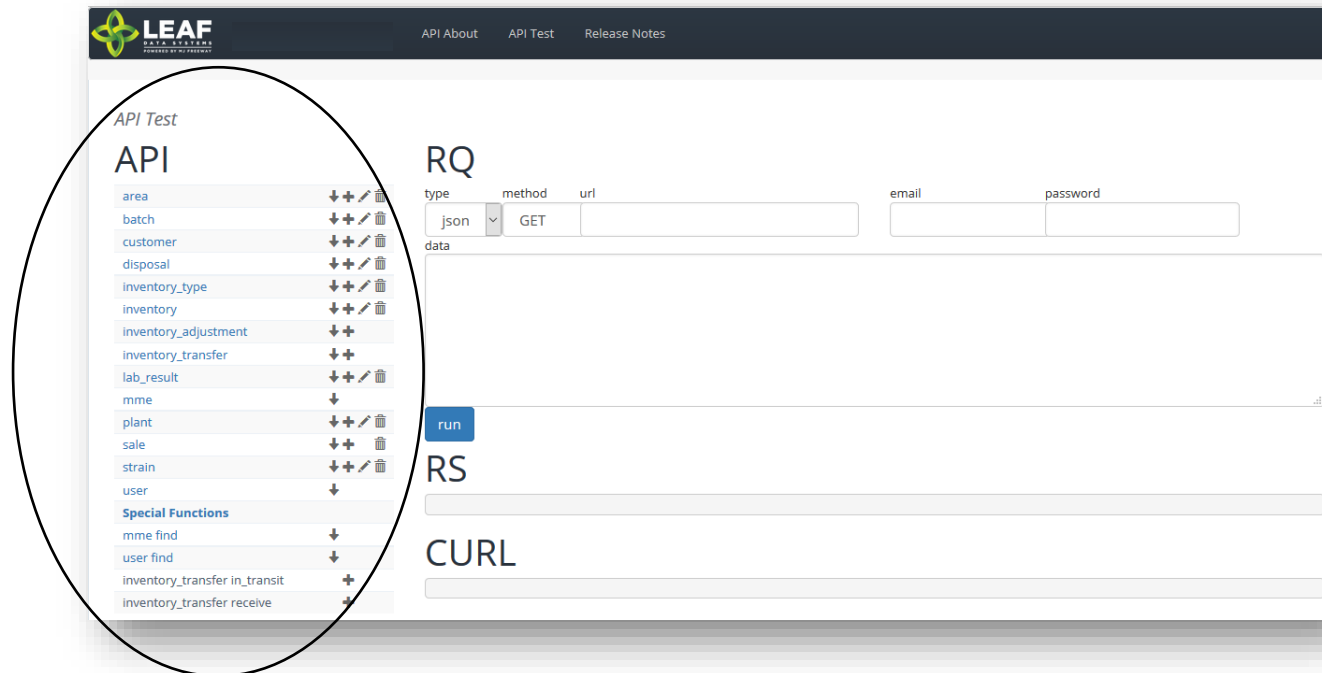 LEAF
DATA SYSTEMS
POWERED BY MJ FREEWAY
API About API Test Release Notes
API Test
API
area
batch
customer
disposal
inventory_type
inventory
inventory_adjustment
inventory_transfer
lab_result
mme
plant
sale
strain
user
Special Functions
mme find
user find
inventory_transfer in_transit
inventory_transfer receive
RQ
type method url email password
json GET
data
run
RS
CURL